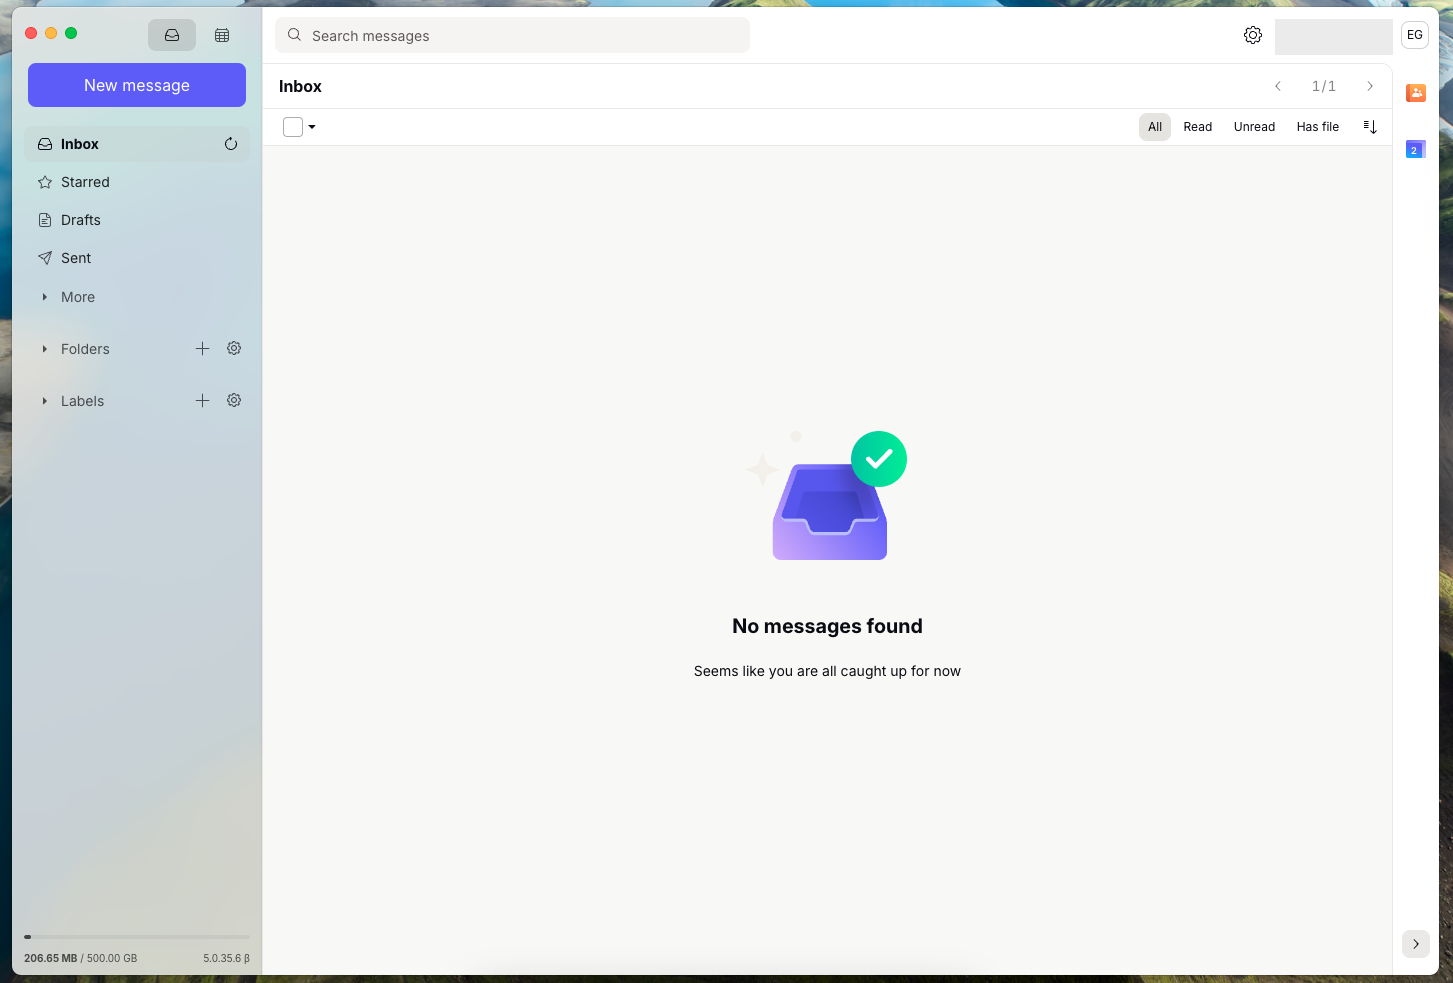 Search messages
EG
New message
Inbox
1/1
All
Read
Unread
Has file
2
Inbox
Starred
Drafts
Sent
More
Folders
Labels
No messages found
Seems like you are all caught up for now
206.65 MB / 500.00 GB
5.0.35.6 β